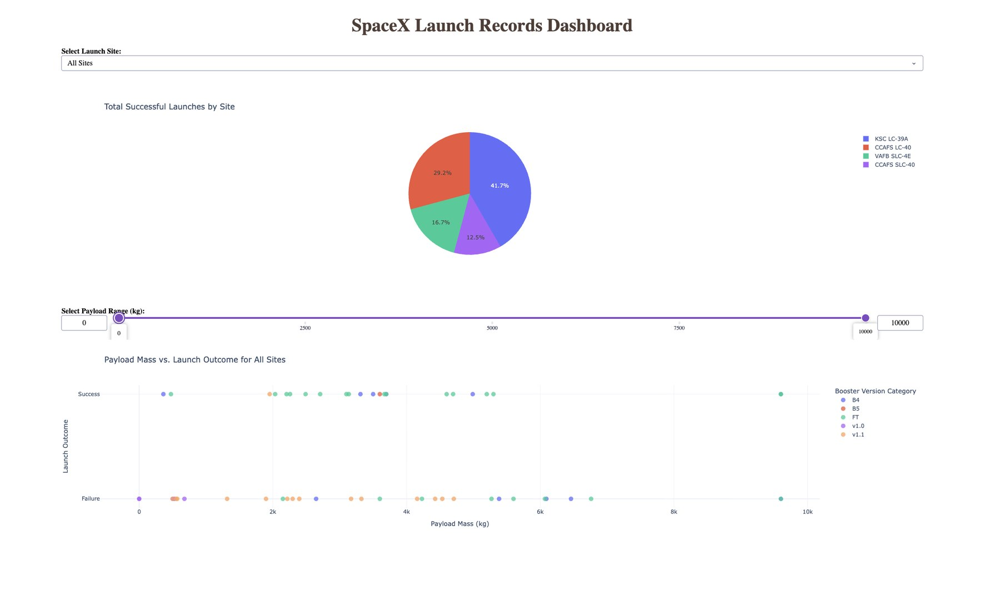 SpaceX Launch Records Dashboard
Select Launch Site:
All Sites
Total Successful Launches by Site
KSC LC-39A
CCAFS LC-40
VAFB SLC-4E
CCAFS SLC-40
29.2%
41.7%
16.7%
12.5%
Select Payload Range (kg):
0
0
2500
5000
7500
10000
10000
Payload Mass vs. Launch Outcome for All Sites
Success
Failure
Launch Outcome
0
2k
4k
6k
8k
10k
Payload Mass (kg)
Booster Version Category
B4
B5
FT
v1.0
v1.1